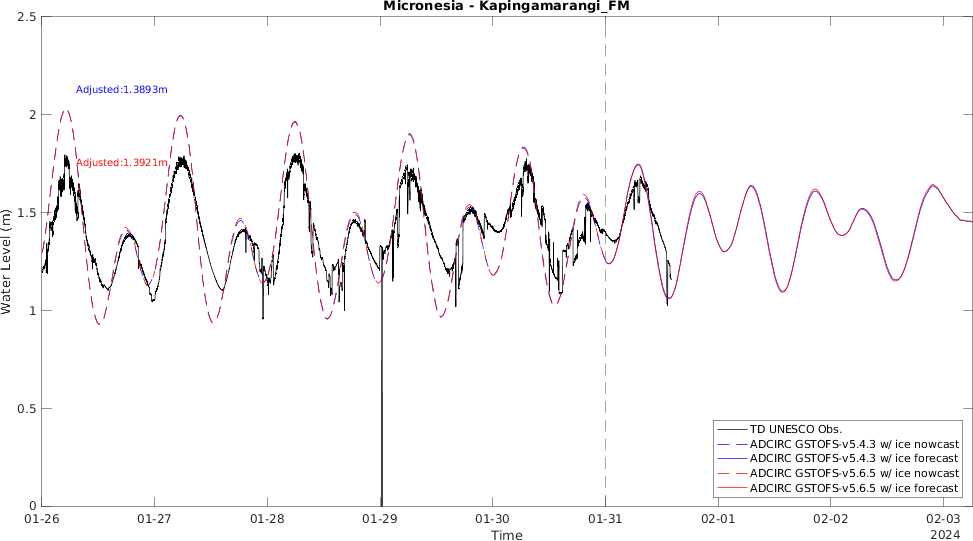 Micronesia - Kapingamarangi_FM
2.5
2
1.5
1
0.5
0
Water Level (m)
Adjusted:1.3893m
Adjusted:1.3921m
TD UNESCO Obs.
ADCIRC GSTOFS-v5.4.3 w/ ice nowcast
ADCIRC GSTOFS-v5.4.3 w/ ice forecast
ADCIRC GSTOFS-v5.6.5 w/ ice nowcast
ADCIRC GSTOFS-v5.6.5 w/ ice forecast
01-26 01-27 01-28 01-29 01-30 01-31 02-01 02-02 02-03
Time
2024